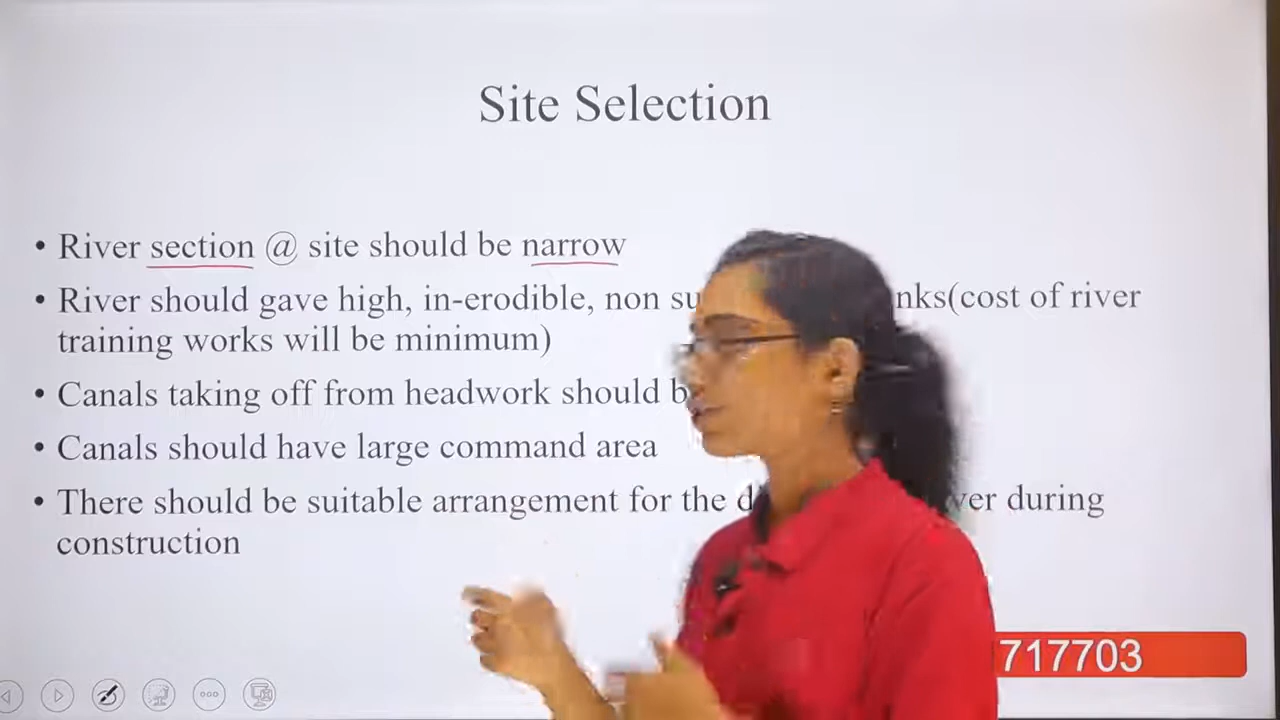 Site Selection
• River section @ site should be narrow
• River should gave high, in-erodible, non nks(cost of river
training works will be minimum)
• Canals taking off from headwork should
• Canals should have large command area
• There should be suitable arrangement for the during
construction
717703